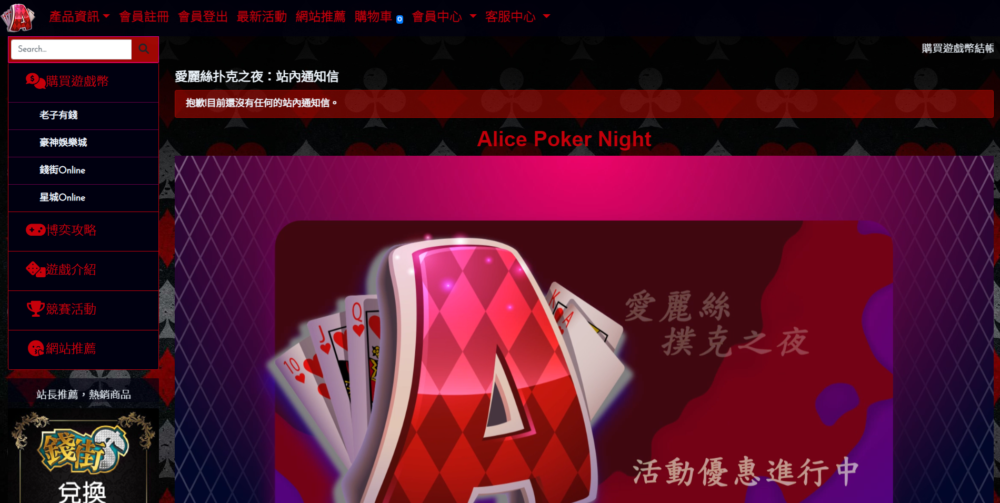 產品資訊 會員註冊 會員登出 最新活動 網站推薦 購物車 0 會員中心 客服中心
Search...
購買遊戲幣結帳
購買遊戲幣
老子有錢
豪神娛樂城
錢街Online
星城Online
博奕攻略
遊戲介紹
競賽活動
網站推薦
站長推薦，熱銷商品
錢街
兌換
愛麗絲扑克之夜：站內通知信
抱歉!目前還沒有任何的站內通知信。
Alice Poker Night
10
J
Q
A
K
A
愛麗絲
撲克之夜
活動優惠進行中